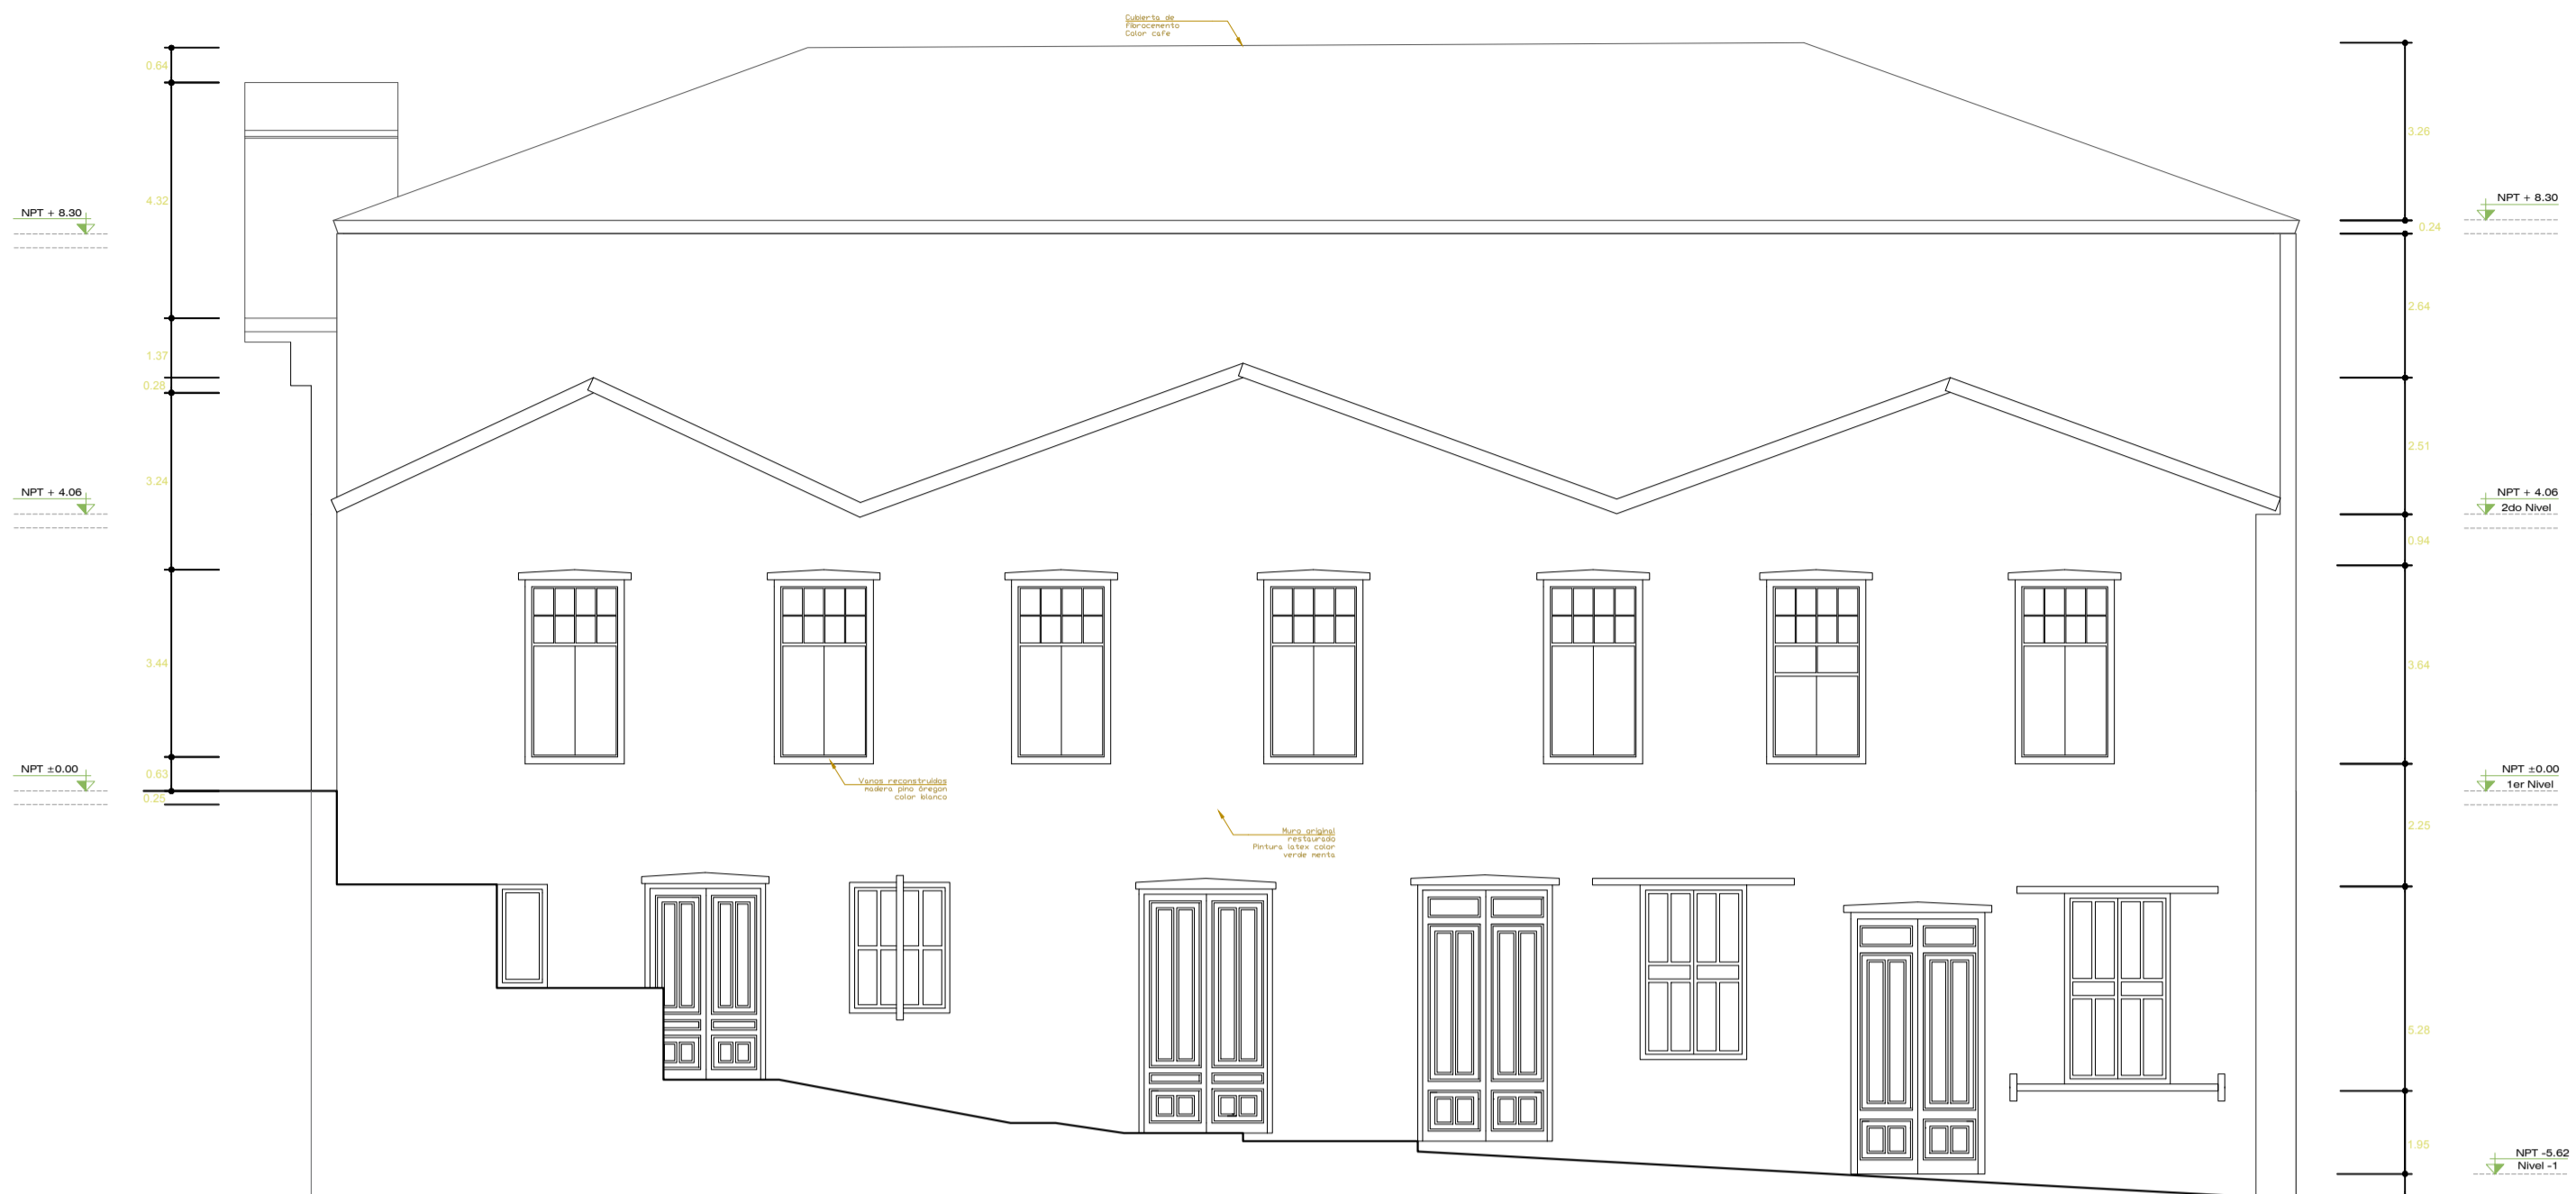 Cubierta de
fibrocemento
Color cafe
0.64
4.32
NPT + 8.30
1.37
0.28
3.24
NPT + 4.06
3.44
0.63
NPT ±0.00
0.25
Vanos reconstruidos
madera pino óregon
color blanco
Muro original
restaurado
Pintura latex color
verde menta
3.26
NPT + 8.30
0.24
2.64
2.51
NPT + 4.06
2do Nivel
0.94
3.64
NPT ±0.00
1er Nivel
2.25
5.28
1.95
NPT -5.62
Nivel -1